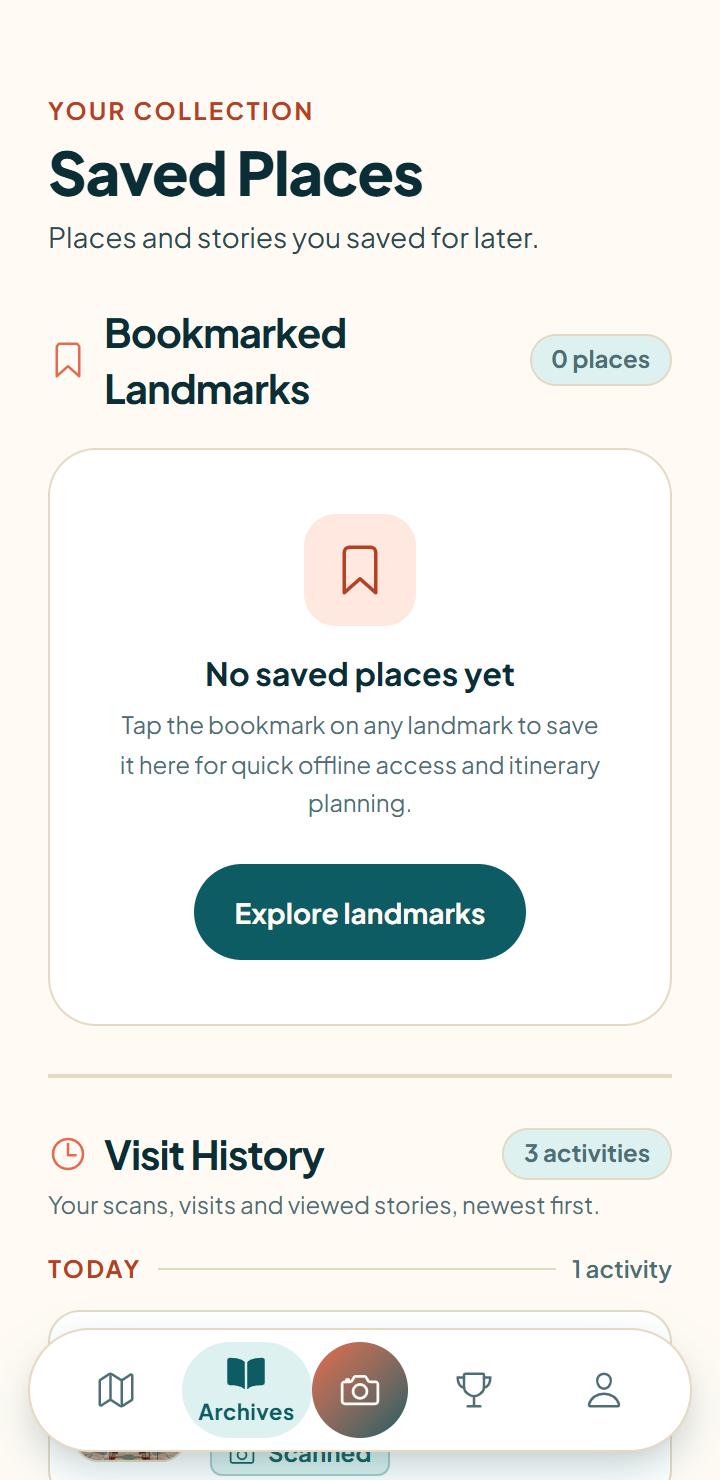 YOUR COLLECTION
Saved Places
Places and stories you saved for later.
Bookmarked
Landmarks
0 places
No saved places yet
Tap the bookmark on any landmark to save
it here for quick offline access and itinerary
planning.
Explore landmarks
Visit History
3 activities
Your scans, visits and viewed stories, newest first.
TODAY
1 activity
Archives
Scanned